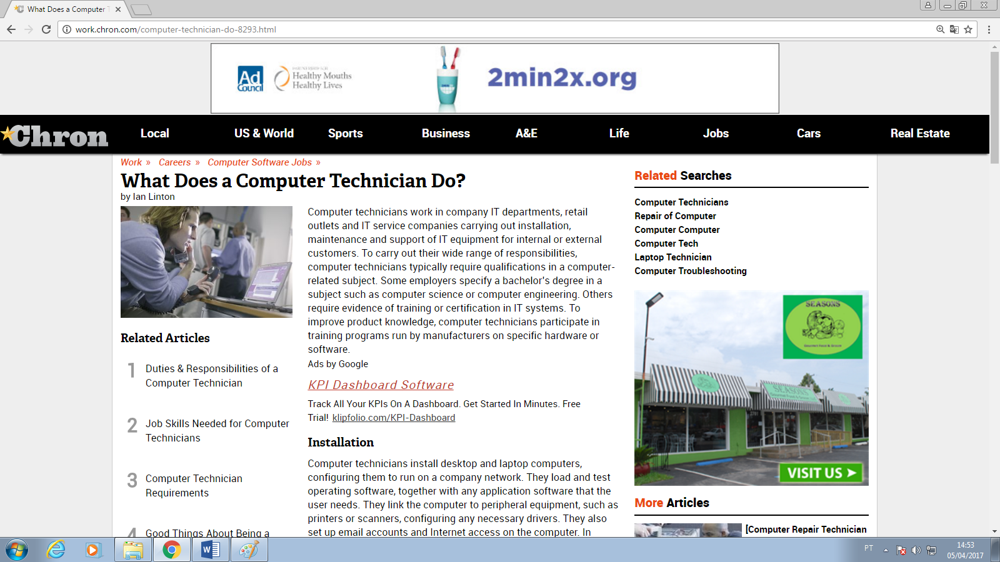 What Does a Computer T
work.chron.com/computer-technician-do-8293.html
Ad
Council
Healthy Mouths
Healthy Lives
2min2x.org
Chron
Local
US & World
Sports
Business
A&E
Life
Jobs
Cars
Real Estate
Work » Careers » Computer Software Jobs »
What Does a Computer Technician Do?
by Ian Linton
Computer technicians work in company IT departments, retail
outlets and IT service companies carrying out installation,
maintenance and support of IT equipment for internal or external
customers. To carry out their wide range of responsibilities,
computer technicians typically require qualifications in a computer-
related subject. Some employers specify a bachelor's degree in a
subject such as computer science or computer engineering. Others
require evidence of training or certification in IT systems. To
improve product knowledge, computer technicians participate in
training programs run by manufacturers on specific hardware or
software.
Ads by Google
KPI Dashboard Software
Track All Your KPIs On A Dashboard. Get Started In Minutes. Free
Trial! klipfolio.com/KPI-Dashboard
Installation
Computer technicians install desktop and laptop computers,
configuring them to run on a company network. They load and test
operating software, together with any application software that the
user needs. They link the computer to peripheral equipment, such as
printers or scanners, configuring any necessary drivers. They also
set up email accounts and Internet access on the computer. In
Related Articles
1 Duties & Responsibilities of a
Computer Technician
2 Job Skills Needed for Computer
Technicians
3 Computer Technician
Requirements
4 Good Things About Being a
Related Searches
Computer Technicians
Repair of Computer
Computer Computer
Computer Tech
Laptop Technician
Computer Troubleshooting
SEASONS
SEASONS
VISIT US
More Articles
[Computer Repair Technician
PT
14:53
05/04/2017